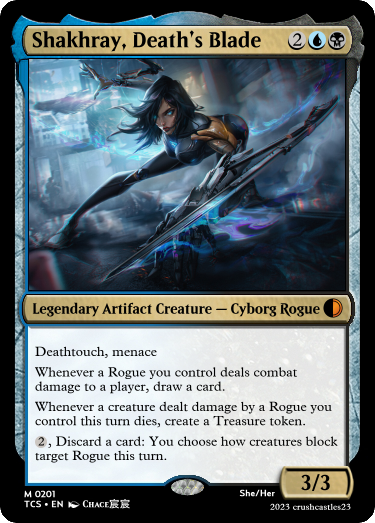 Shakhray, Death's Blade 2
Legendary Artifact Creature — Cyborg Rogue
Deathtouch, menace
Whenever a Rogue you control deals combat
damage to a player, draw a card.
Whenever a creature dealt damage by a Rogue you
control this turn dies, create a Treasure token.
2, Discard a card: You choose how creatures block
target Rogue this turn.
3/3
M 0201 She/Her
TCS • EN Chace宸宸 2023 crushcastles23